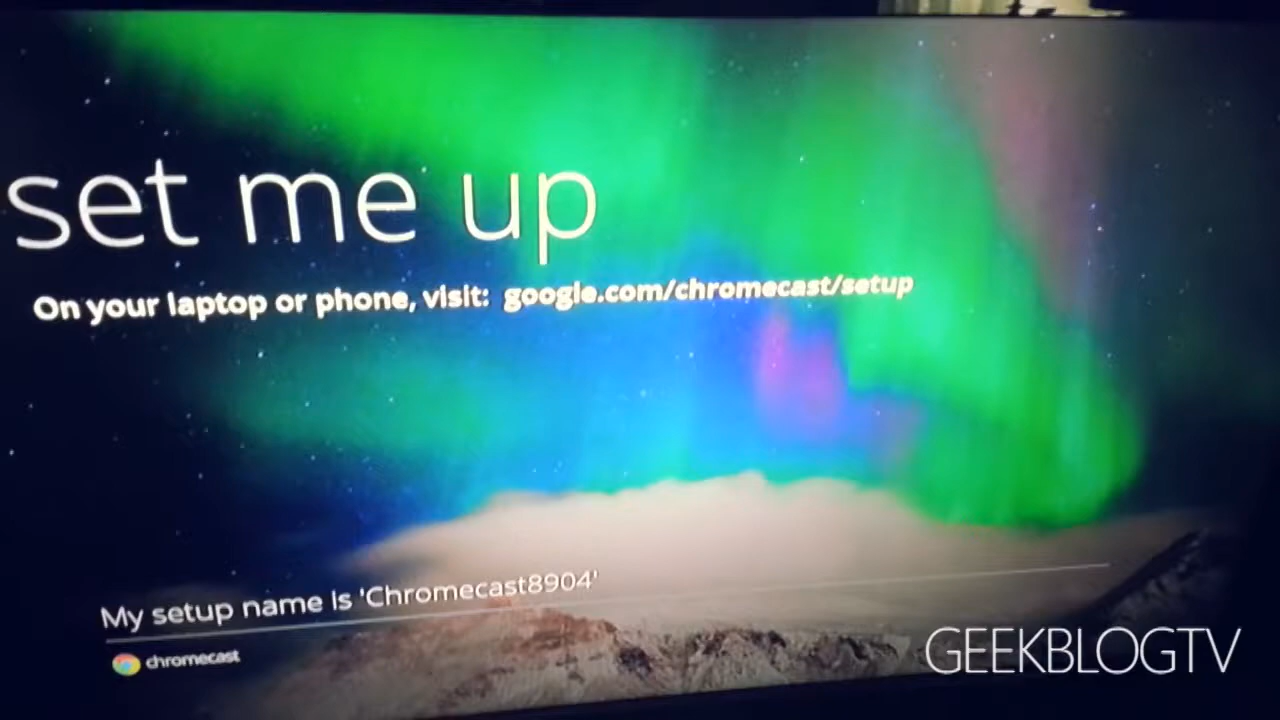 set me up
On your laptop or phone, visit: google.com/chromecast/setup
My setup name is 'Chromecast8904'
chromecast
GEEKBLOGTV